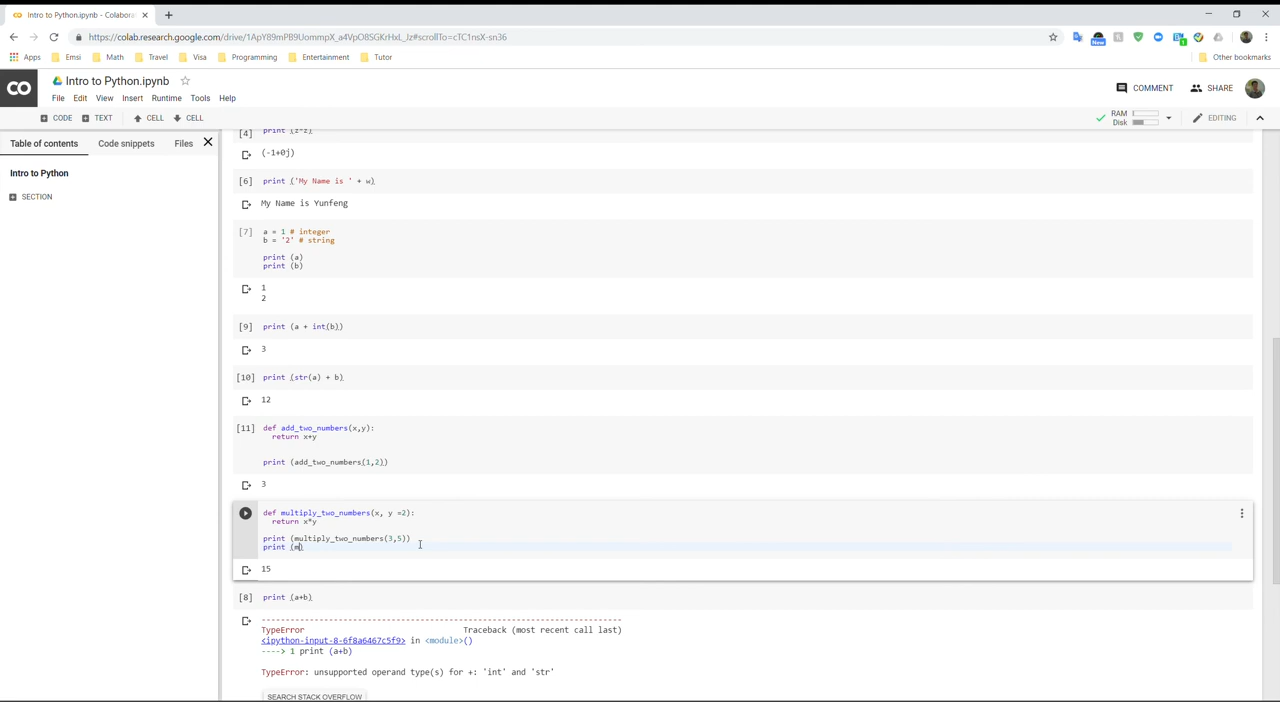 Intro to Python.ipynb - Colabora
https://colab.research.google.com/drive/1ApY89mPB9UommpX_a4VpO8SGKrHxL_Jz#scrollTo=cTC1nsX-sn36
New
1
Apps Emsi Math Travel Visa Programming Entertainment Tutor Other bookmarks
CO
Intro to Python.ipynb
File Edit View Insert Runtime Tools Help
COMMENT SHARE
CODE TEXT CELL CELL
RAM
Disk
EDITING
Table of contents Code snippets Files
Intro to Python
SECTION
[4] print (z*z)
(-1+0j)
[6] print ('My Name is ' + w)
My Name is Yunfeng
[7] a = 1 # integer
b = '2' # string
print (a)
print (b)
1
2
[9] print (a + int(b))
3
[10] print (str(a) + b)
12
[11] def add_two_numbers(x,y):
return x+y
print (add_two_numbers(1,2))
3
def multiply_two_numbers(x, y =2):
return x*y
print (multiply_two_numbers(3,5))
print (m)
15
[8] print (a+b)
---------------------------------------------------------------------------
TypeError Traceback (most recent call last)
<ipython-input-8-6f8a6467c5f9> in <module>()
----> 1 print (a+b)
TypeError: unsupported operand type(s) for +: 'int' and 'str'
SEARCH STACK OVERFLOW